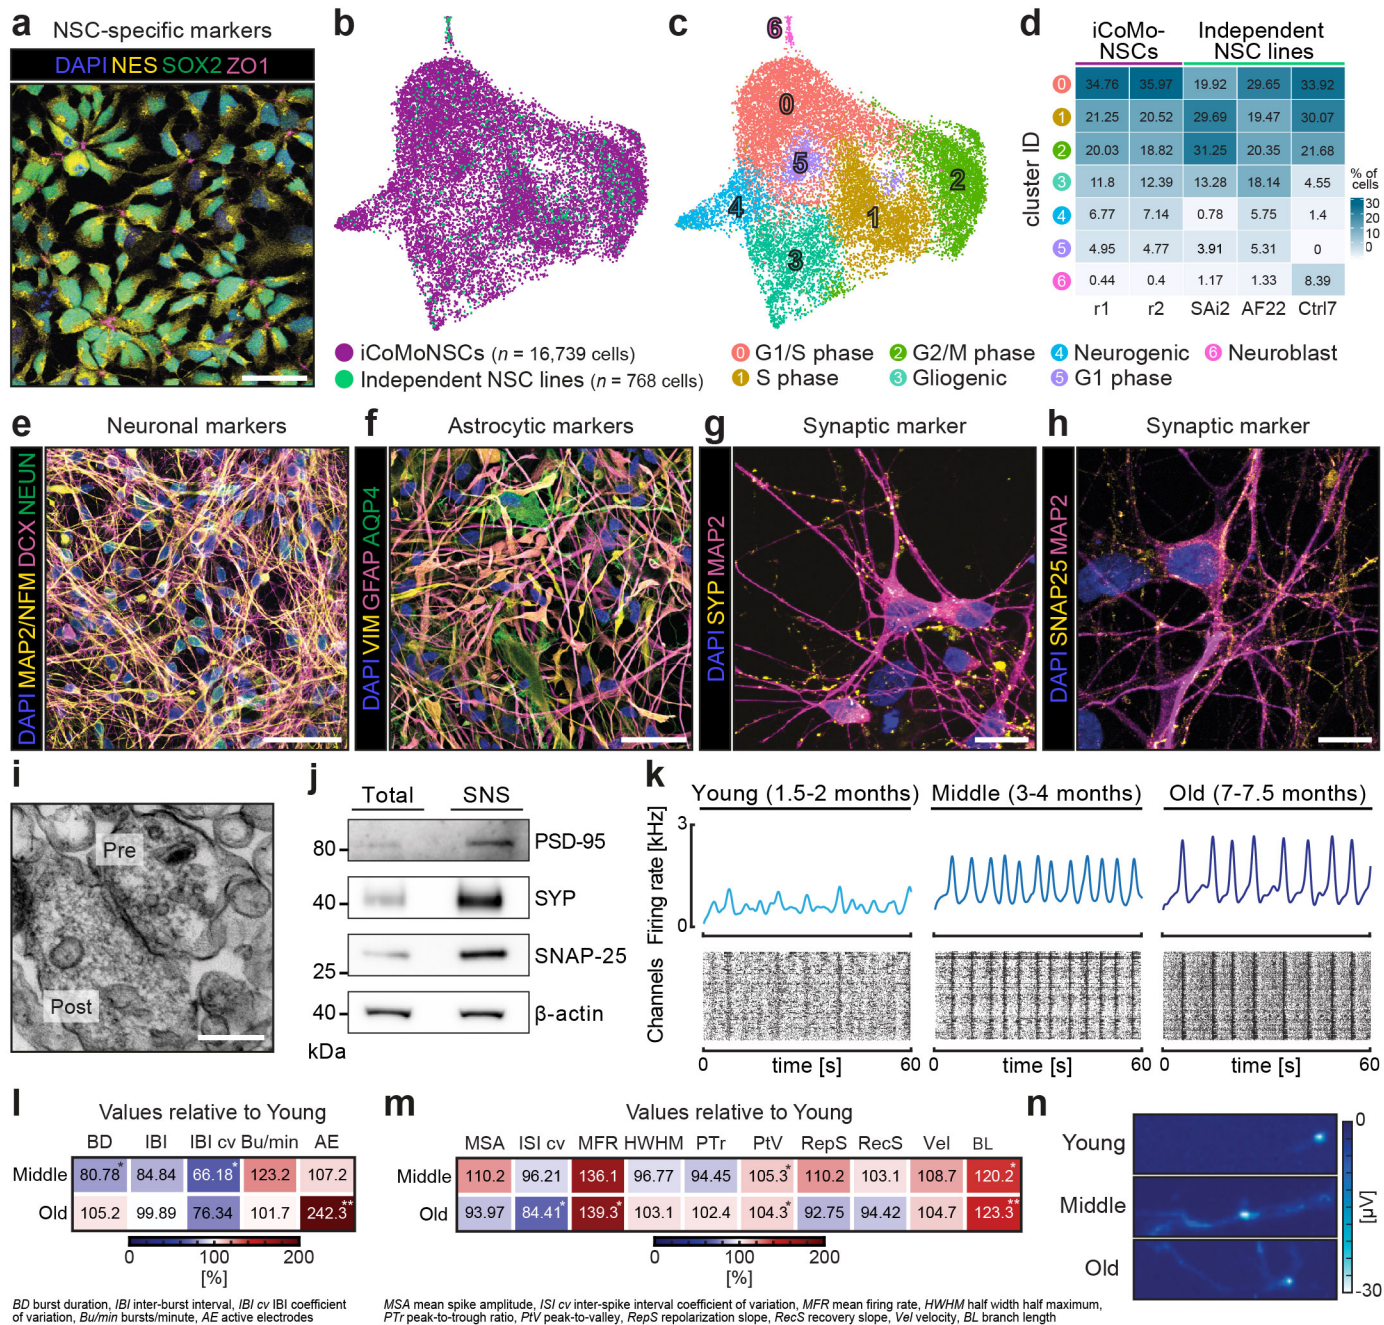 a NSC-specific markers
DAPI NES SOX2 ZO1
b
iCoMoNSCs (n = 16,739 cells)
Independent NSC lines (n = 768 cells)
c
6
0
5
2
4
1
3
0 G1/S phase
1 S phase
2 G2/M phase
3 Gliogenic
4 Neurogenic
5 G1 phase
6 Neuroblast
d
iCoMo-
NSCs
Independent
NSC lines
cluster ID
0 34.76 35.97 19.92 29.65 33.92
1 21.25 20.52 29.69 19.47 30.07
2 20.03 18.82 31.25 20.35 21.68
3 11.8 12.39 13.28 18.14 4.55
4 6.77 7.14 0.78 5.75 1.4
5 4.95 4.77 3.91 5.31 0
6 0.44 0.4 1.17 1.33 8.39
r1 r2 SAi2 AF22 Ctrl7
% of
cells
30
20
10
0
e Neuronal markers
DAPI MAP2/NFM DCX NEUN
f Astrocytic markers
DAPI VIM GFAP AQP4
g Synaptic marker
DAPI SYP MAP2
h Synaptic marker
DAPI SNAP25 MAP2
i
Pre
Post
j
Total SNS
80 PSD-95
40 SYP
SNAP-25
25
40 β-actin
kDa
k
Young (1.5-2 months) Middle (3-4 months) Old (7-7.5 months)
Firing rate [kHz]
3
0
Channels
0 time [s] 60
0 time [s] 60
0 time [s] 60
l
Values relative to Young
BD IBI IBI cv Bu/min AE
Middle 80.78* 84.84 66.18* 123.2 107.2
Old 105.2 99.89 76.34 101.7 242.3**
0 100 200
[%]
BD burst duration, IBI inter-burst interval, IBI cv IBI coefficient
of variation, Bu/min bursts/minute, AE active electrodes
m
Values relative to Young
MSA ISI cv MFR HWHM PTr PtV RepS RecS Vel BL
Middle 110.2 96.21 136.1 96.77 94.45 105.3* 110.2 103.1 108.7 120.2*
Old 93.97 84.41* 139.3* 103.1 102.4 104.3* 92.75 94.42 104.7 123.3**
0 100 200
[%]
MSA mean spike amplitude, ISI cv inter-spike interval coefficient of variation, MFR mean firing rate, HWHM half width half maximum,
PTr peak-to-trough ratio, PtV peak-to-valley, RepS repolarization slope, RecS recovery slope, Vel velocity, BL branch length
n
Young
Middle
Old
0
[µV]
-30